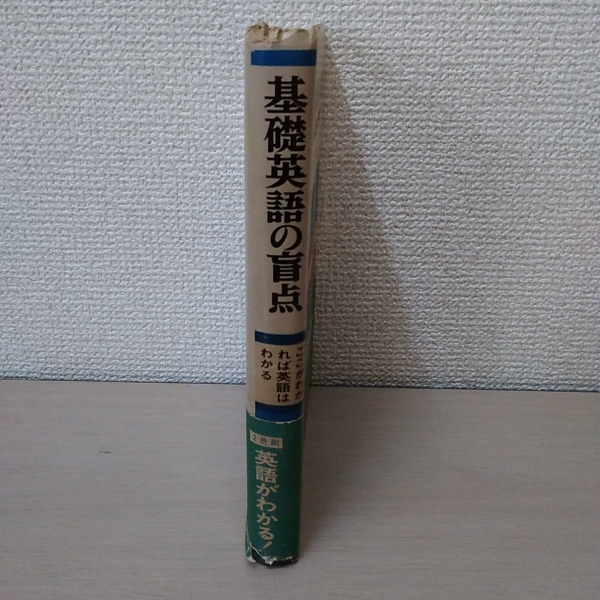 基礎英語の盲点
ここがわか
れば英語は
わかる
2色刷
英語がわかる!